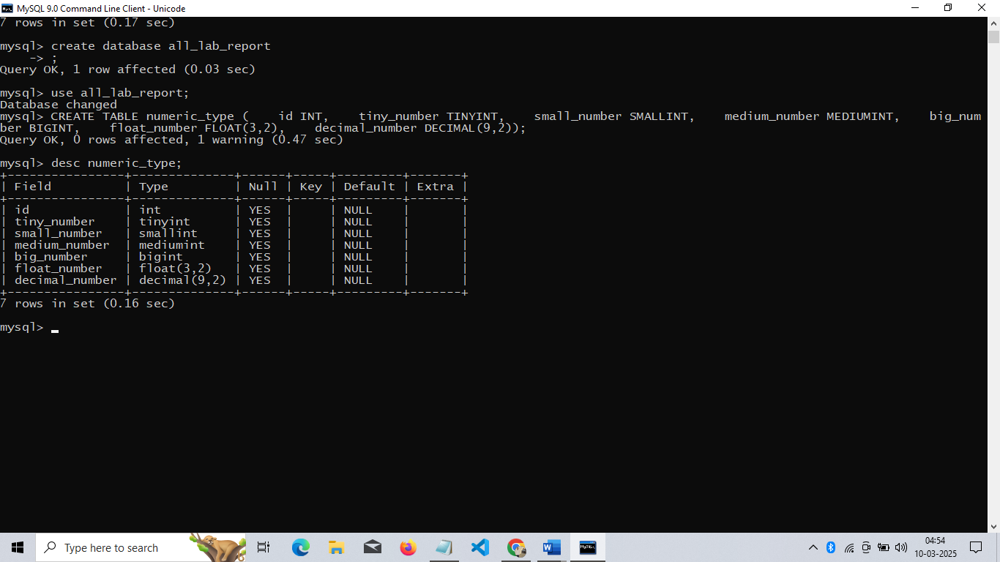 MySQL 9.0 Command Line Client - Unicode
7 rows in set (0.17 sec)
mysql> create database all_lab_report
    -> ;
Query OK, 1 row affected (0.03 sec)
mysql> use all_lab_report;
Database changed
mysql> CREATE TABLE numeric_type (    id INT,    tiny_number TINYINT,    small_number SMALLINT,    medium_number MEDIUMINT,    big_num
ber BIGINT,    float_number FLOAT(3,2),    decimal_number DECIMAL(9,2));
Query OK, 0 rows affected, 1 warning (0.47 sec)
mysql> desc numeric_type;
+----------------+--------------+------+-----+---------+-------+
| Field          | Type         | Null | Key | Default | Extra |
+----------------+--------------+------+-----+---------+-------+
| id             | int          | YES  |     | NULL    |       |
| tiny_number    | tinyint      | YES  |     | NULL    |       |
| small_number   | smallint     | YES  |     | NULL    |       |
| medium_number  | mediumint    | YES  |     | NULL    |       |
| big_number     | bigint       | YES  |     | NULL    |       |
| float_number   | float(3,2)   | YES  |     | NULL    |       |
| decimal_number | decimal(9,2) | YES  |     | NULL    |       |
+----------------+--------------+------+-----+---------+-------+
7 rows in set (0.16 sec)
mysql>
Type here to search
04:54
10-03-2025